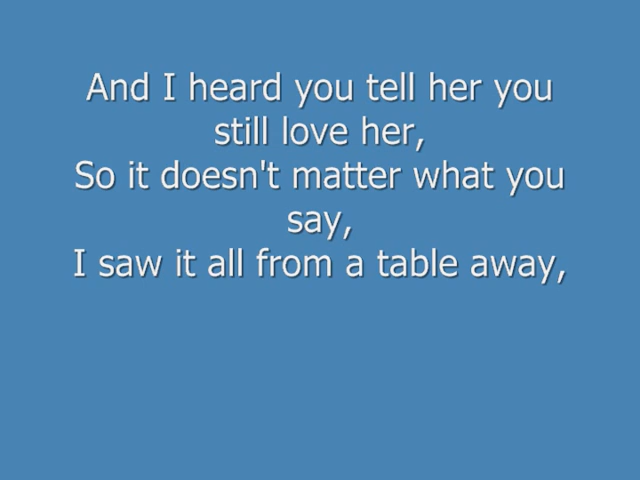 And I heard you tell her you
still love her,
So it doesn't matter what you
say,
I saw it all from a table away,